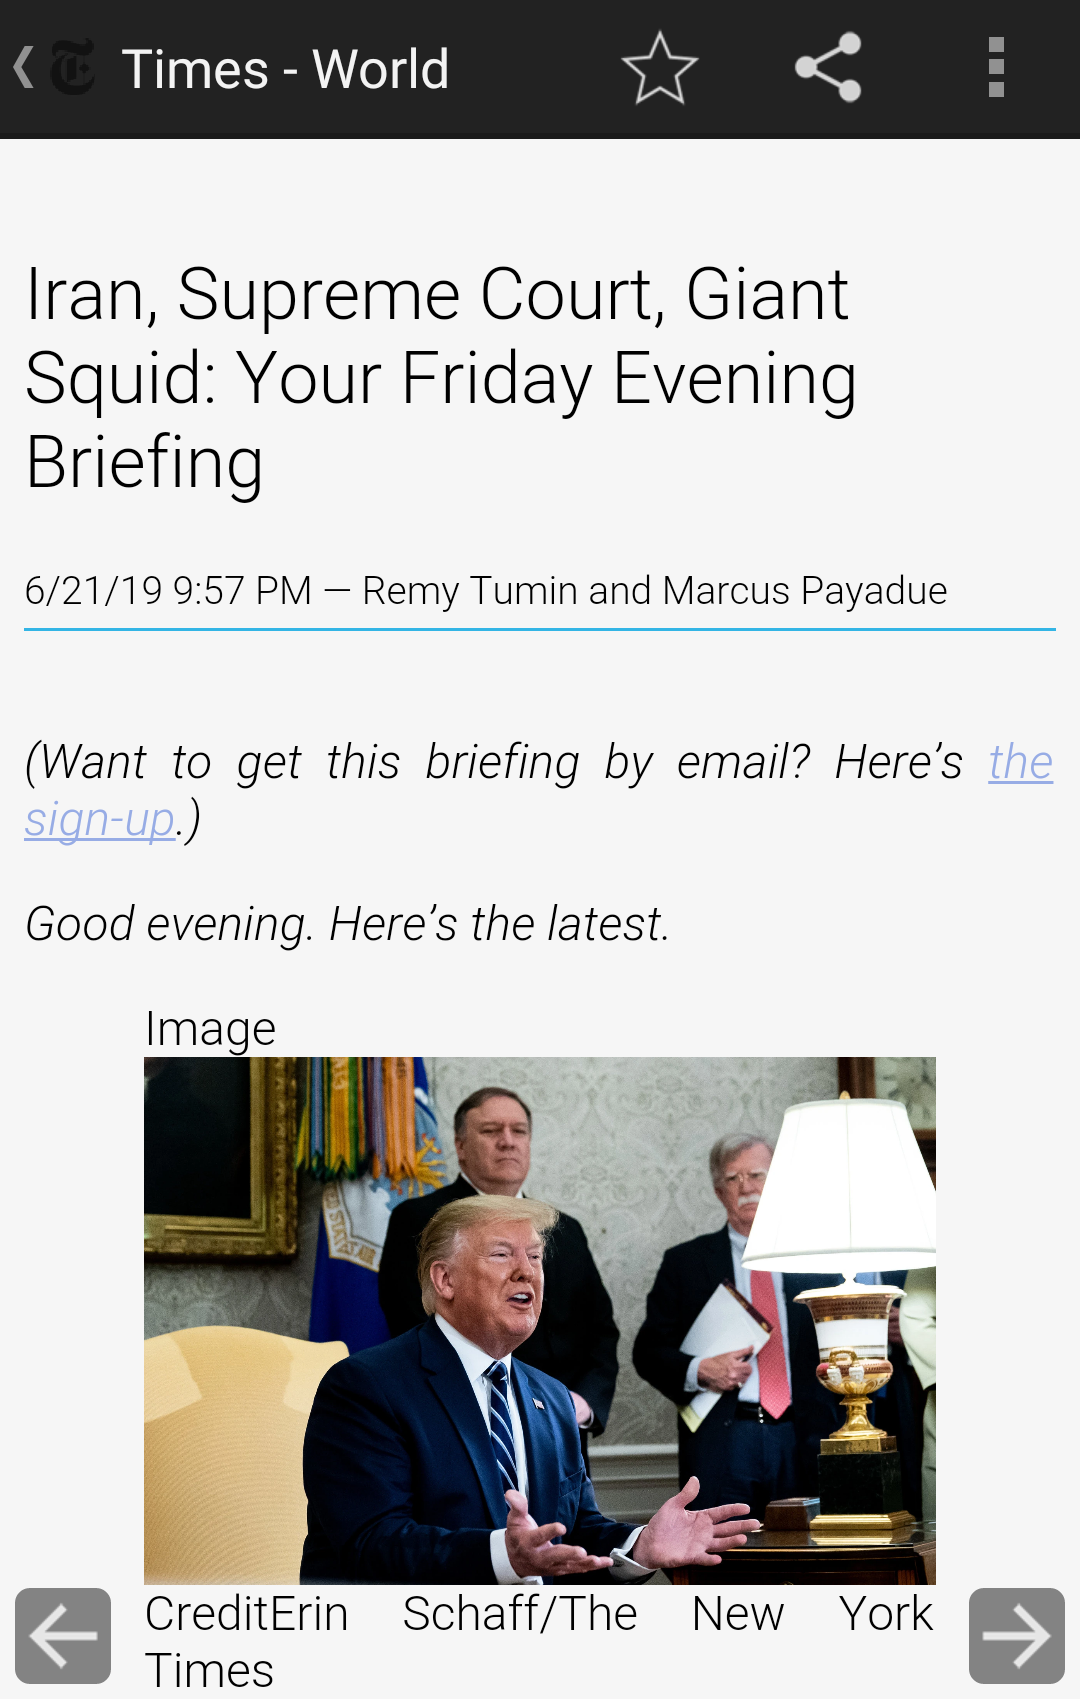 Times - World
Iran, Supreme Court, Giant
Squid: Your Friday Evening
Briefing
6/21/19 9:57 PM — Remy Tumin and Marcus Payadue
(Want to get this briefing by email? Here’s the
sign-up.)
Good evening. Here’s the latest.
Image
CreditErin Schaff/The New York
Times